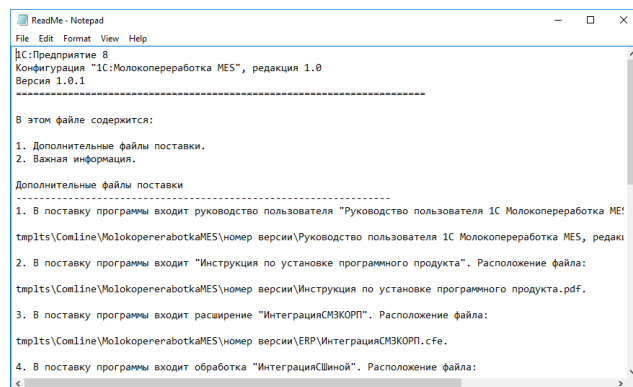 ReadMe - Notepad
File Edit Format View Help
1С:Предприятие 8
Конфигурация "1С:Молокопереработка MES", редакция 1.0
Версия 1.0.1
=======================================================================
В этом файле содержится:
1. Дополнительные файлы поставки.
2. Важная информация.
Дополнительные файлы поставки
-----------------------------------------------------------------
1. В поставку программы входит руководство пользователя "Руководство пользователя 1С Молокопереработка MES
tmplts\Comline\MolokopererabotkaMES\номер версии\Руководство пользователя 1С Молокопереработка MES,
2. В поставку программы входит "Инструкция по установке программного продукта". Расположение файла:
tmplts\Comline\MolokopererabotkaMES\номер версии\Инструкция по установке программного продукта.pdf.
3. В поставку программы входит расширение "ИнтеграцияСМЗКОРП". Расположение файла:
tmplts\Comline\MolokopererabotkaMES\номер версии\ERP\ИнтеграцияСМЗКОРП.cfe.
4. В поставку программы входит обработка "ИнтеграцияСШиной". Расположение файла: